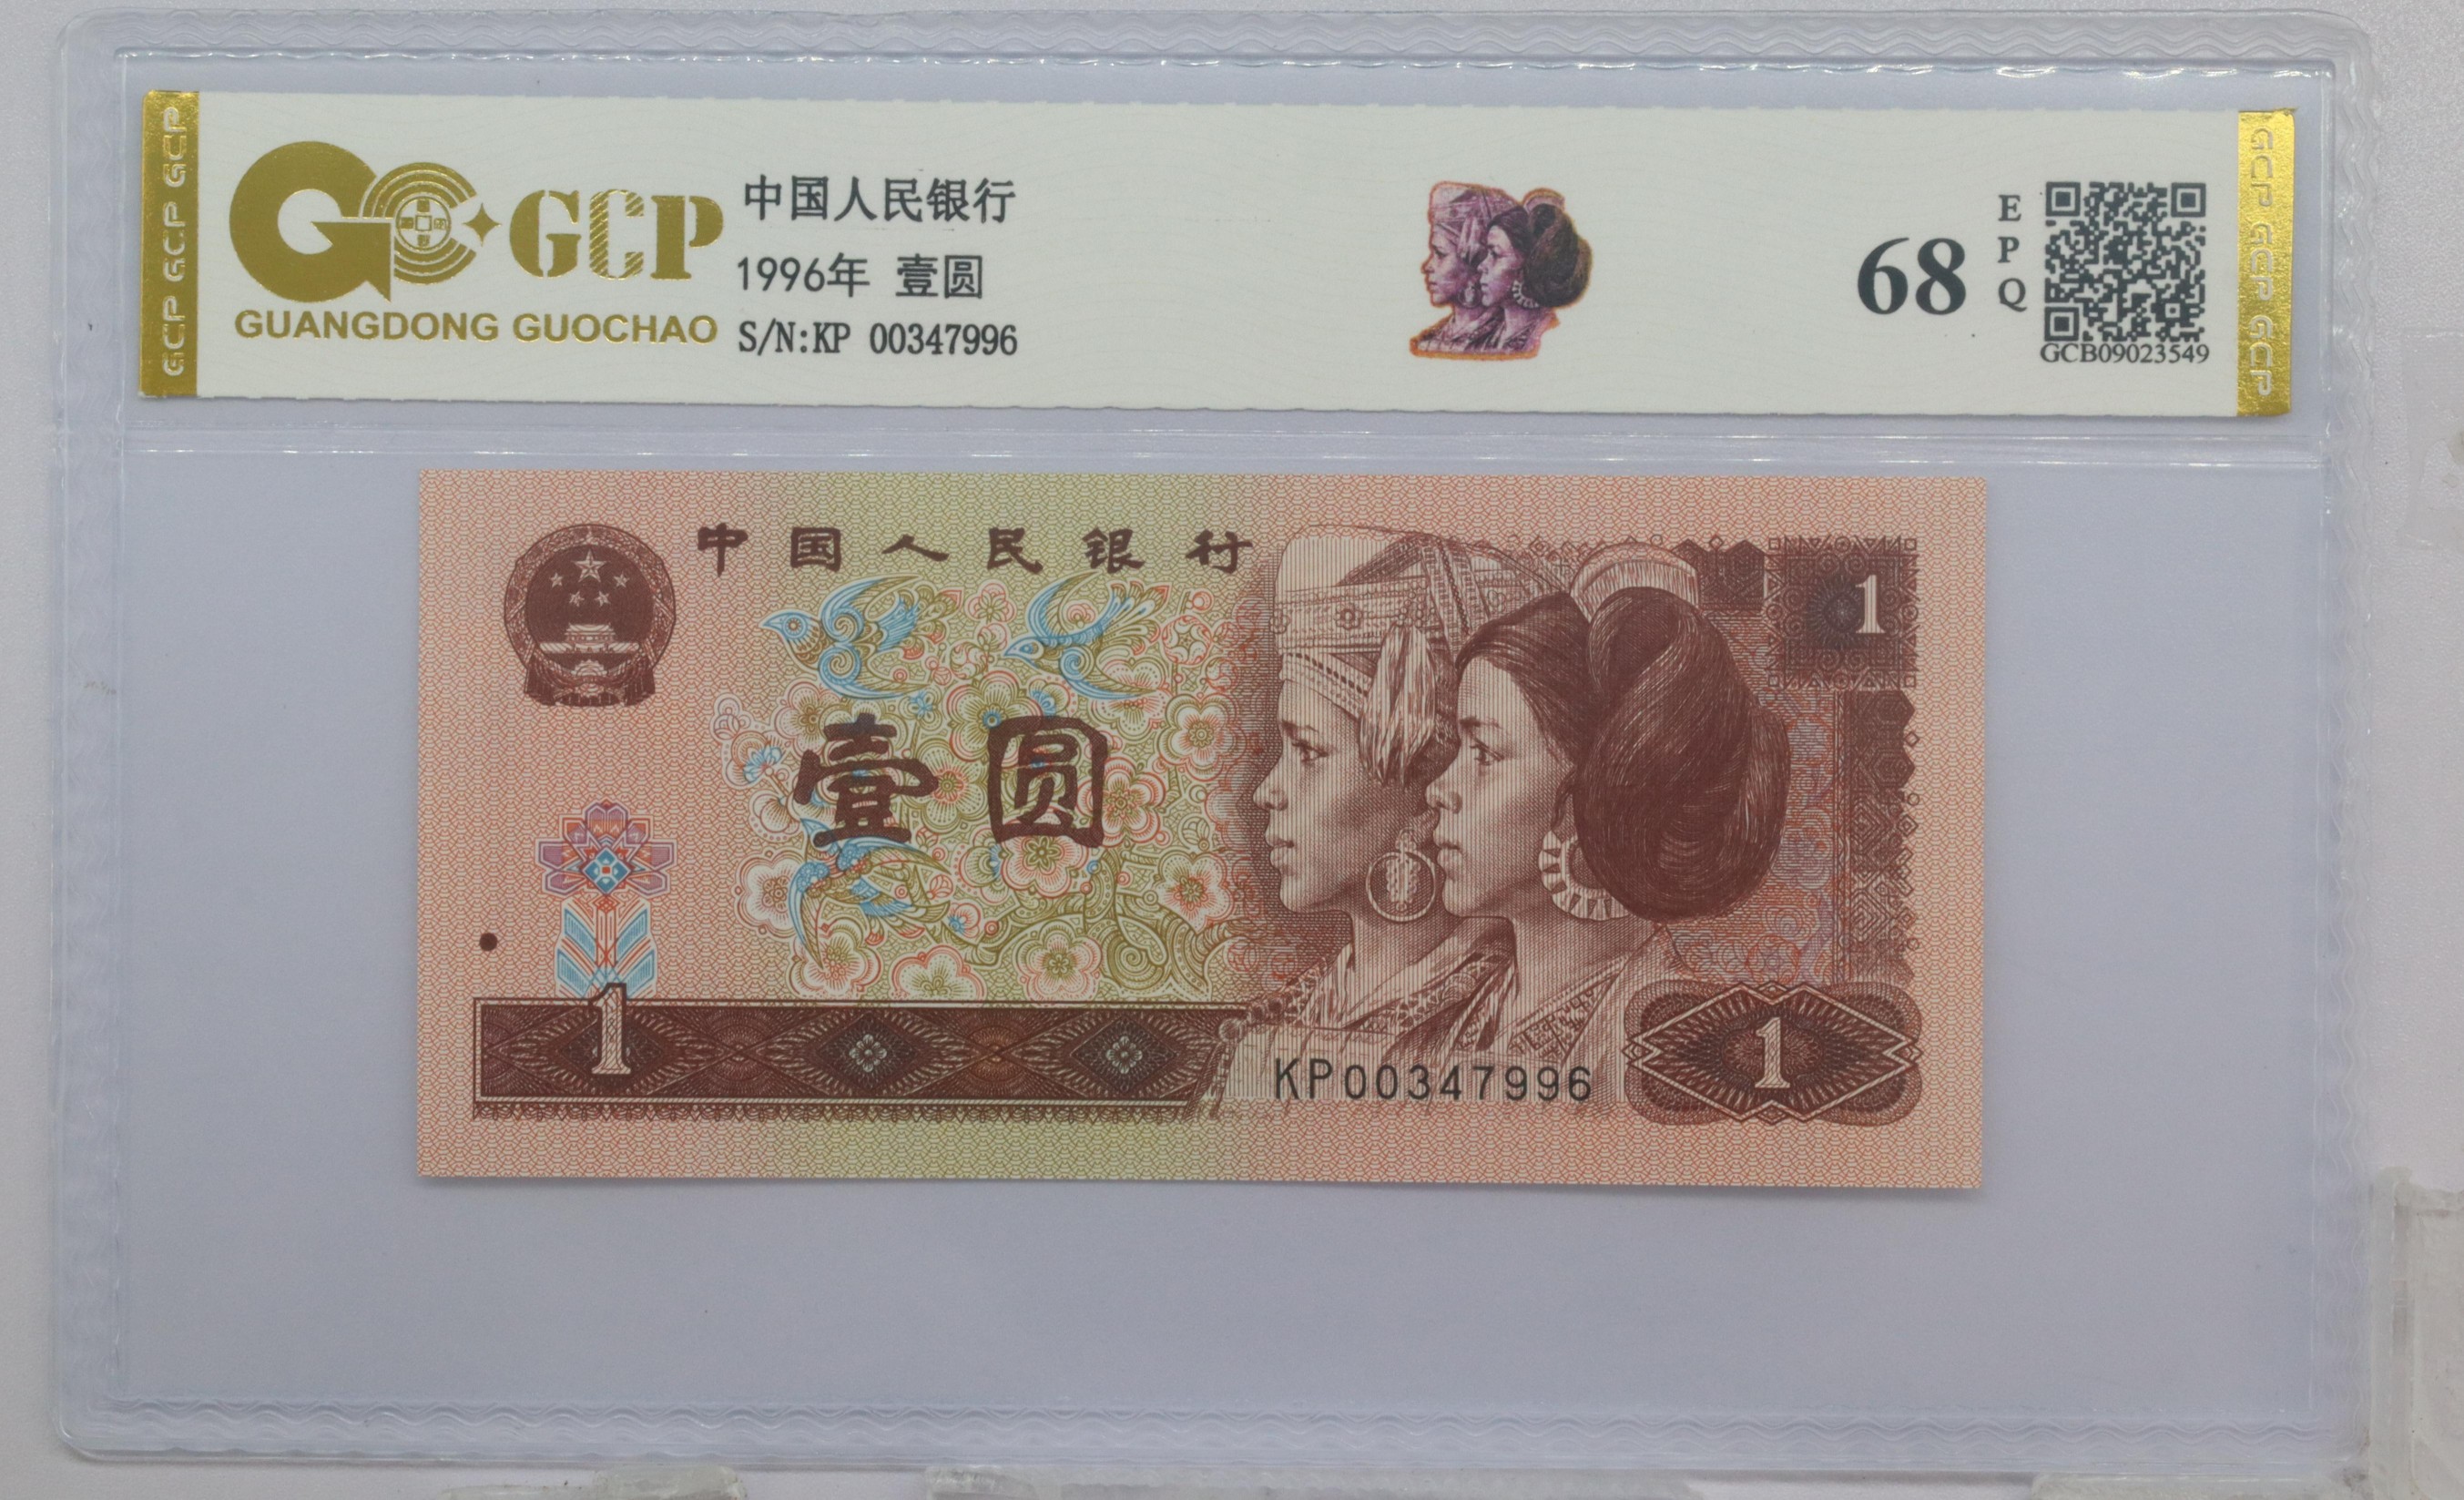 GCP GCP GCP
GCP
GUANGDONG GUOCHAO
中国人民银行
1996年 壹圆
S/N:KP 00347996
68
EPQ
GCB09023549
GCP GCP GCP
中国人民银行
1
壹圆
1
KP00347996
1